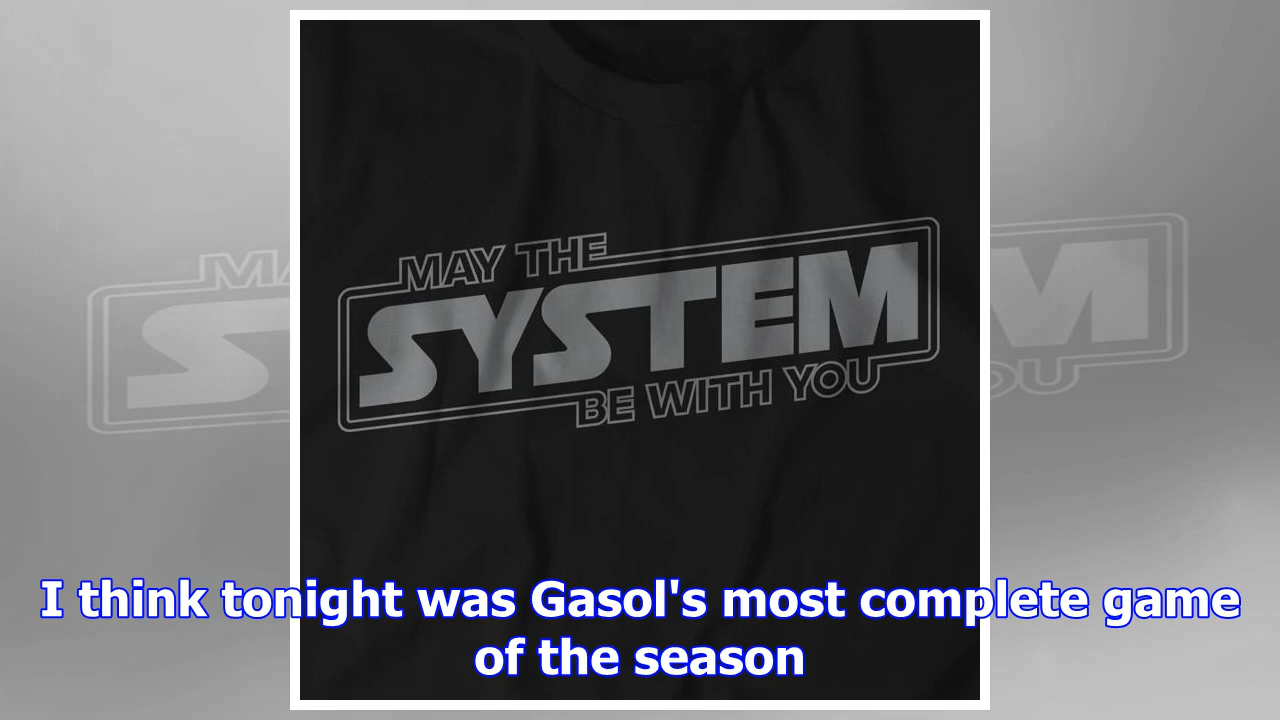 MAY THE
SYSTEM
BE WITH YOU
I think tonight was Gasol's most complete game
of the season